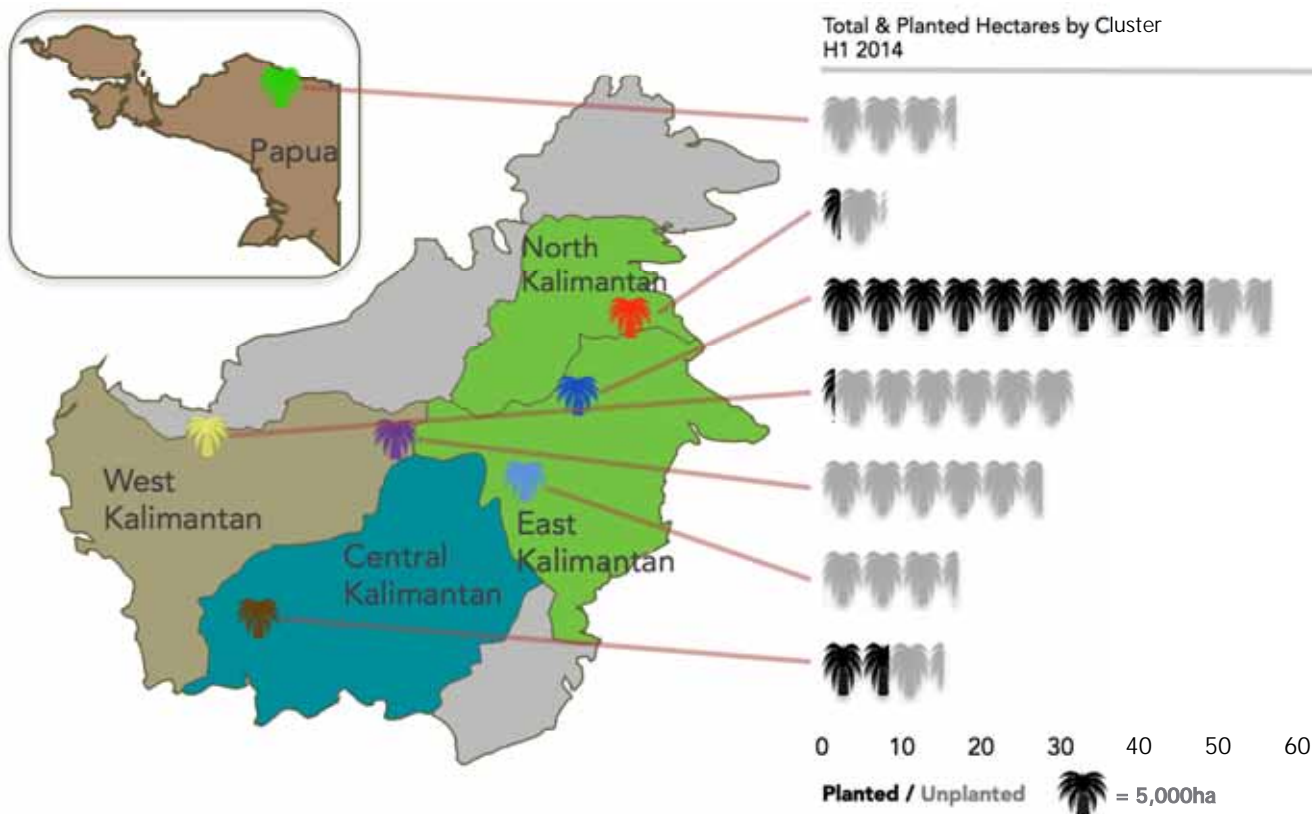 Total & Planted Hectares by Cluster
H1 2014
Papua
North
Kalimantan
West
Kalimantan
East
Kalimantan
Central
Kalimantan
0 10 20 30 40 50 60
Planted / Unplanted = 5,000ha